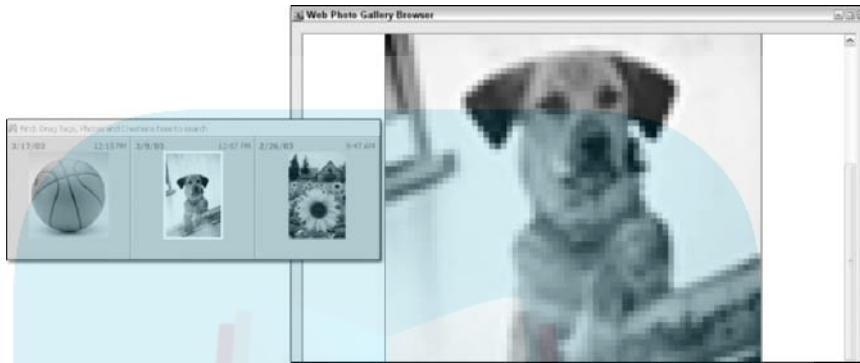 Web Photo Gallery Browser
Find: Drag Tags, Photos and Creations here to search
3/17/03 12:15 PM 3/9/03 12:07 PM 2/26/03 9:47 AM